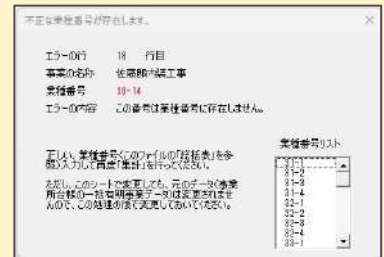 不正な業種番号が存在します。
エラーの行 18 行目
事業の名称 佐藤邸内装工事
業種番号 38-14
エラーの内容 この番号は業種番号に存在しません。
業種番号リスト
正しい、業種番号(このファイルの「総括表」を参
照)入力して再度「集計」を行ってください。
ただし、このシートで変更しても、元のデータ(事業
所台帳の一括有期事業データ)は変更されませ
んので、この処理の後で変更しておいてください。
31-1
31-2
31-3
31-4
32-1
32-2
32-3
82-4
33-1